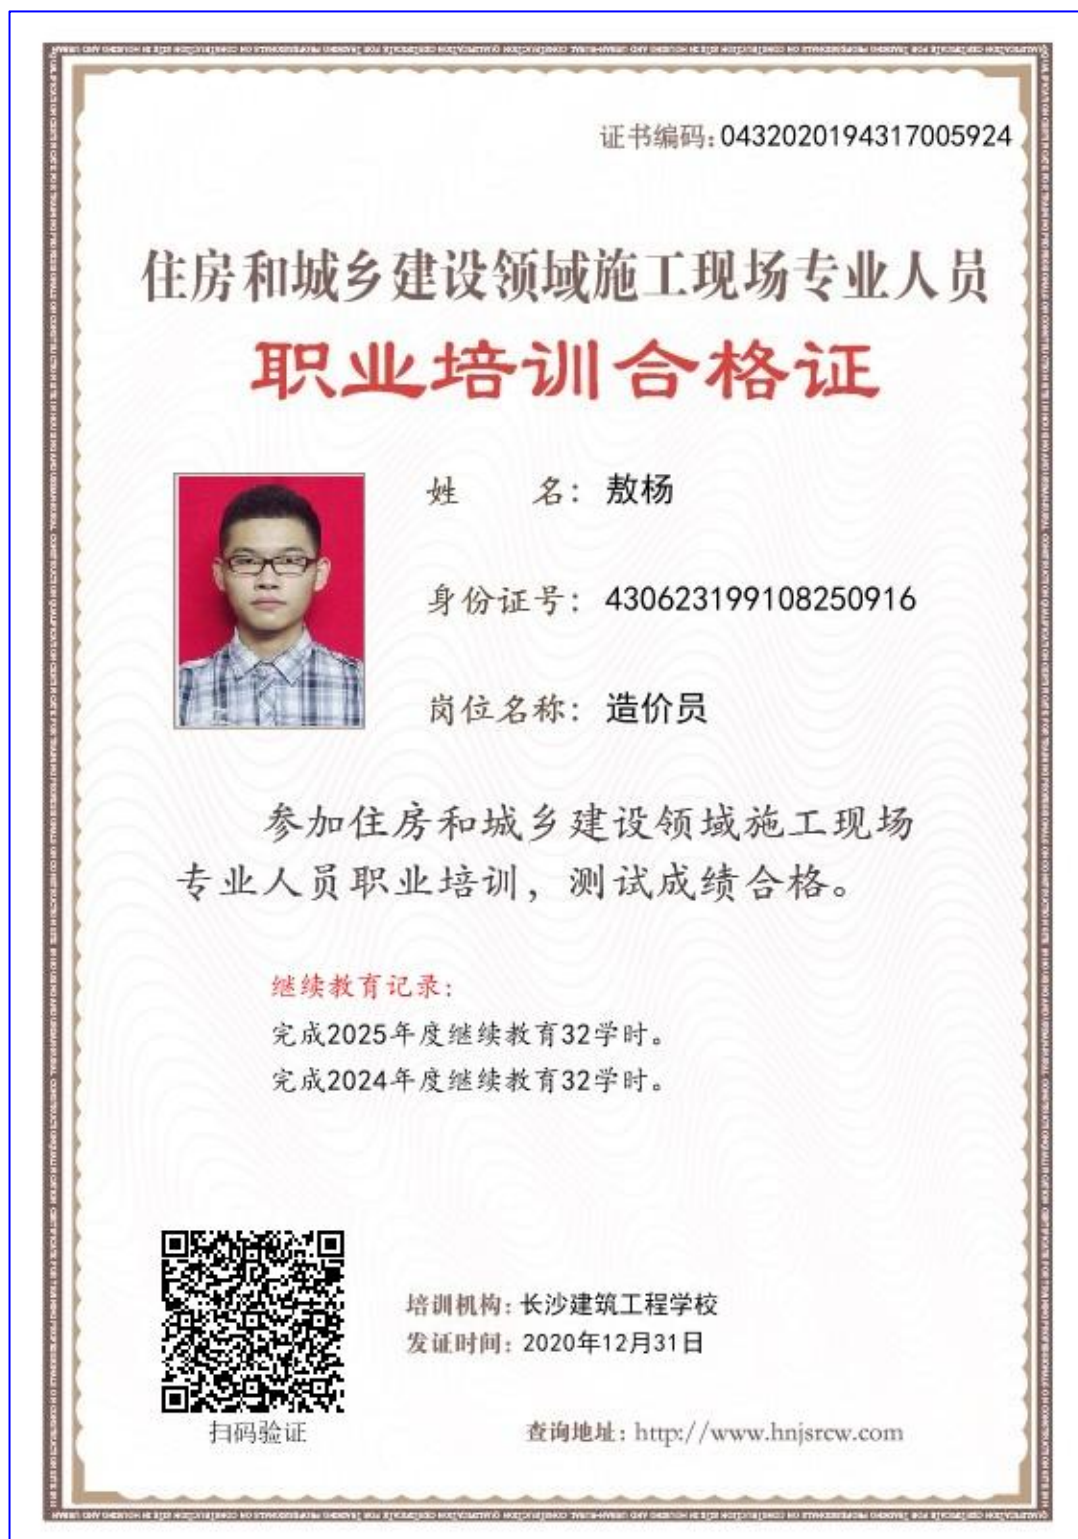 证书编码:0432020194317005924
住房和城乡建设领域施工现场专业人员
职业培训合格证
姓 名：敖杨
身份证号：430623199108250916
岗位名称：造价员
参加住房和城乡建设领域施工现场
专业人员职业培训，测试成绩合格。
继续教育记录：
完成2025年度继续教育32学时。
完成2024年度继续教育32学时。
培训机构：长沙建筑工程学校
发证时间：2020年12月31日
扫码验证
查询地址：http://www.hnjsrcw.com